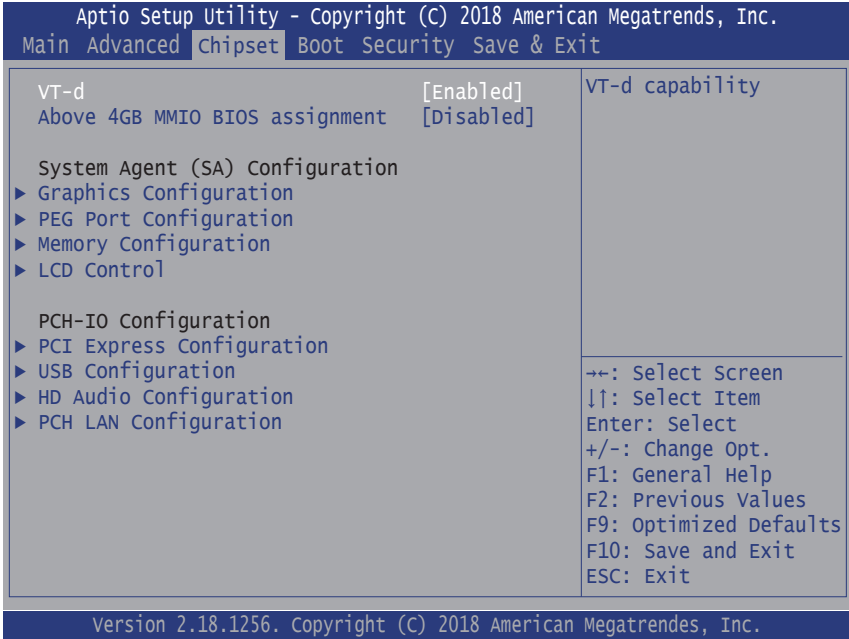 Aptio Setup Utility - Copyright (C) 2018 American Megatrends, Inc.
Main Advanced Chipset Boot Security Save & Exit
VT-d [Enabled]
Above 4GB MMIO BIOS assignment [Disabled]
System Agent (SA) Configuration
▶ Graphics Configuration
▶ PEG Port Configuration
▶ Memory Configuration
▶ LCD Control
PCH-IO Configuration
▶ PCI Express Configuration
▶ USB Configuration
▶ HD Audio Configuration
▶ PCH LAN Configuration
VT-d capability
→←: Select Screen
↓↑: Select Item
Enter: Select
+/-: Change Opt.
F1: General Help
F2: Previous Values
F9: Optimized Defaults
F10: Save and Exit
ESC: Exit
Version 2.18.1256. Copyright (C) 2018 American Megatrendes, Inc.